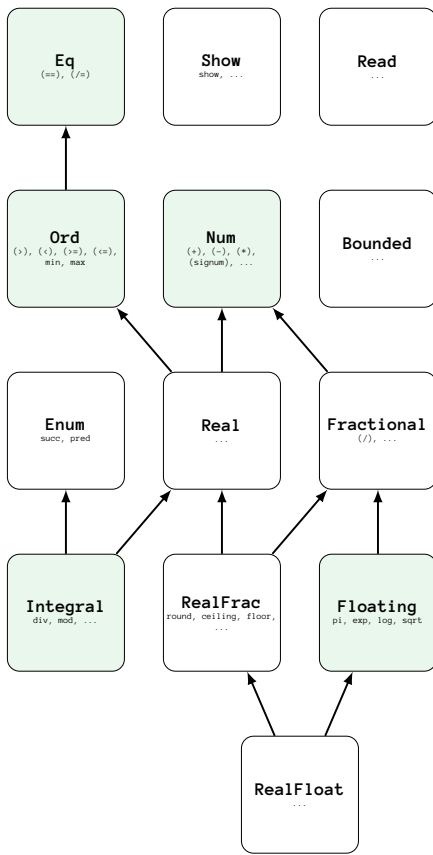 Eq
(==), (/=)
Show
show, ...
Read
...
Ord
(>), (<), (>=), (<=),
min, max
Num
(+), (-), (*),
(signum), ...
Bounded
...
Enum
succ, pred
Real
...
Fractional
(/), ...
Integral
div, mod, ...
RealFrac
round, ceiling, floor,
...
Floating
pi, exp, log, sqrt
RealFloat
...